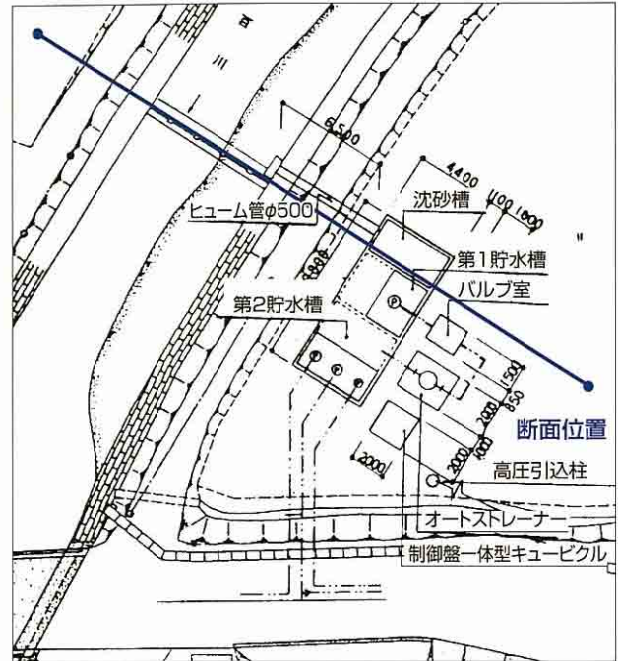 川
6,500
4400
1100
1800
沈砂槽
ヒューム管φ500
第1貯水槽
バルブ室
第2貯水槽
P
P
P
P
1500
850
2000
断面位置
1000
2000
2000
高圧引込柱
オートストレーナー
制御盤一体型キュービクル